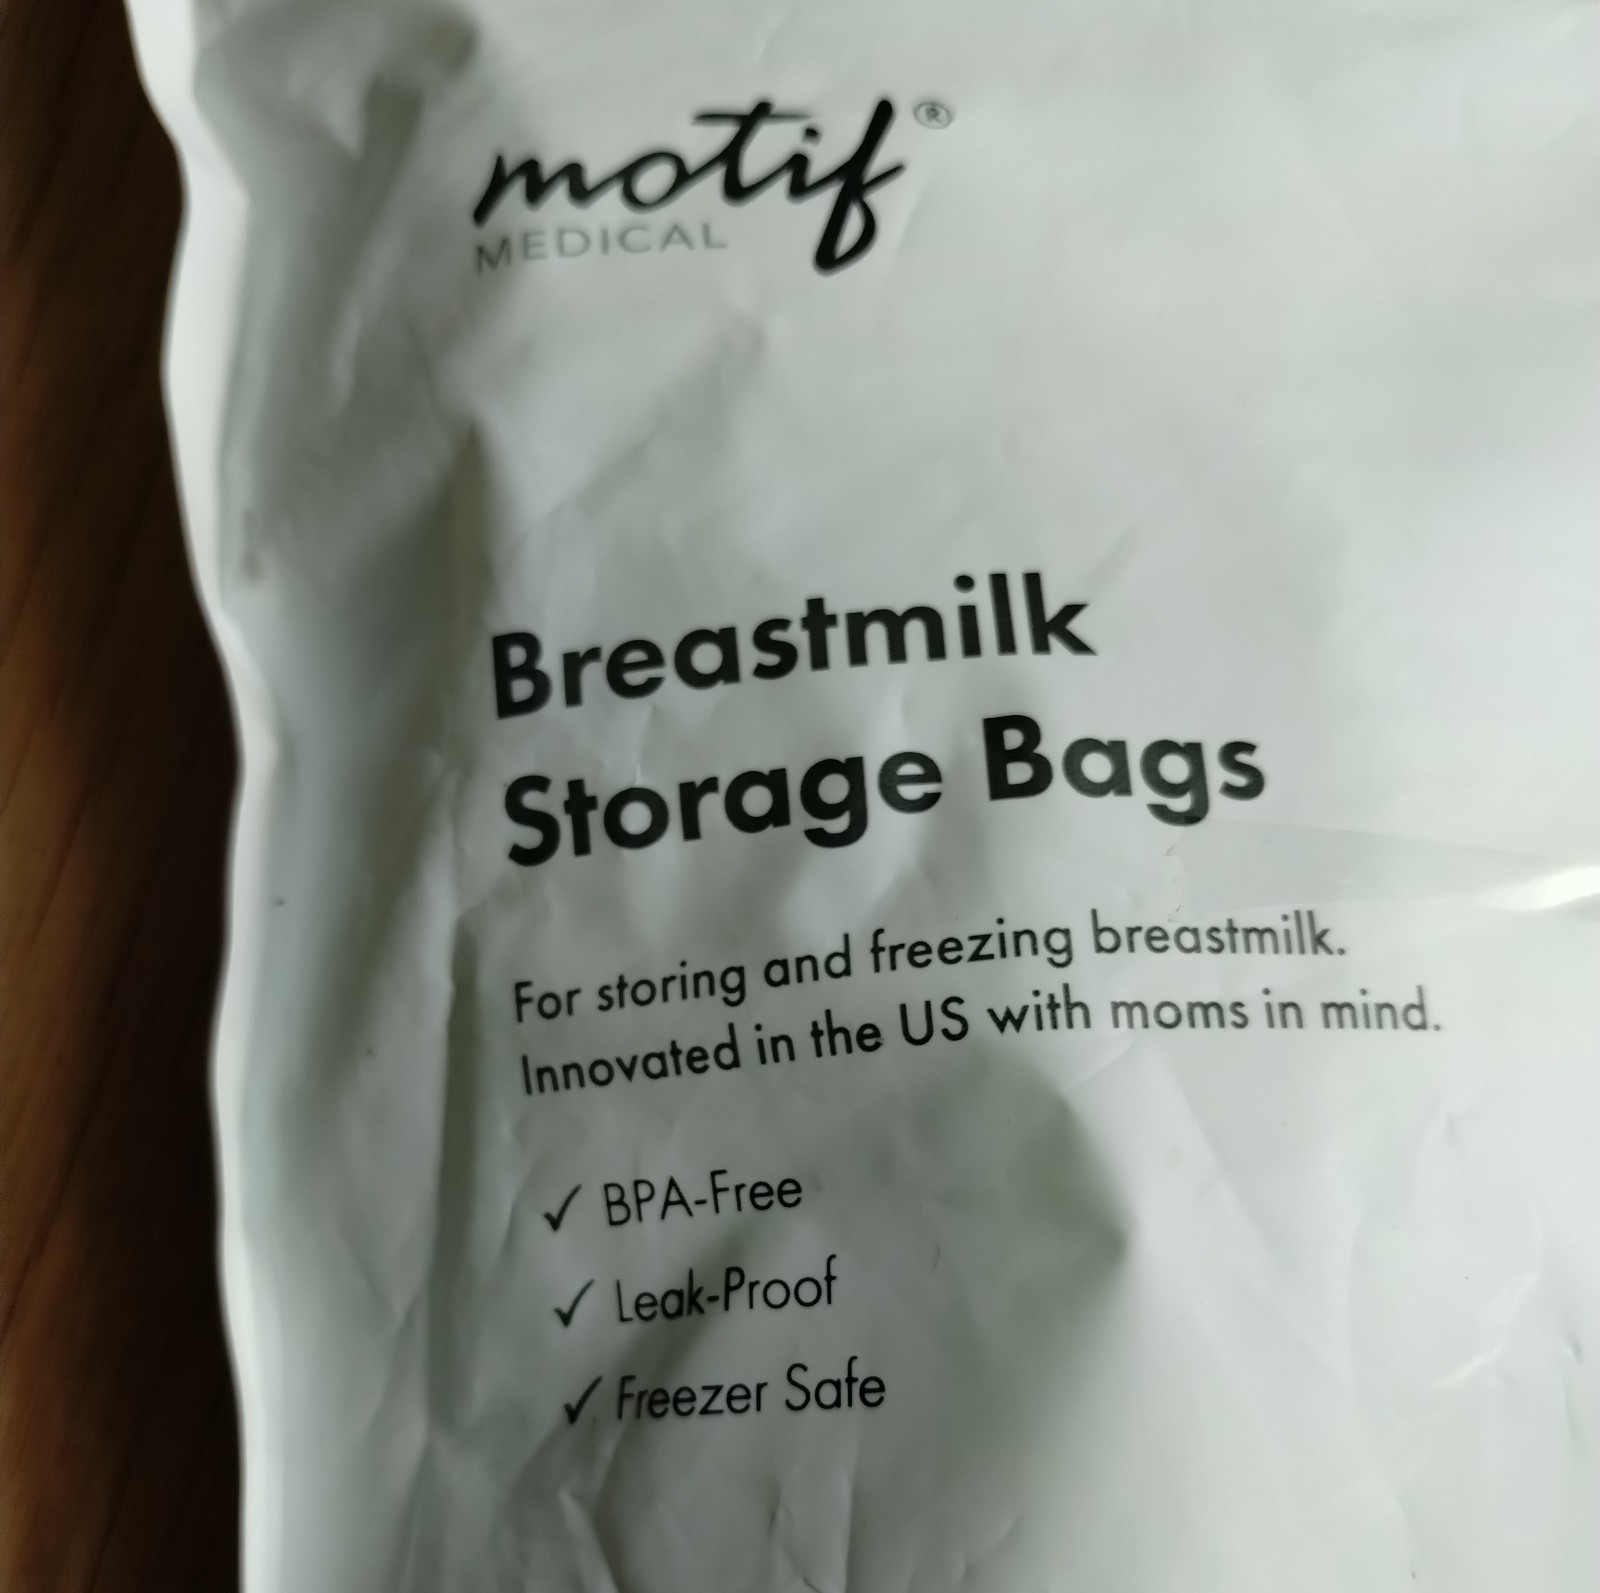 motif®
MEDICAL
Breastmilk
Storage Bags
For storing and freezing breastmilk.
Innovated in the US with moms in mind.
✓ BPA-Free
✓ Leak-Proof
✓ Freezer Safe